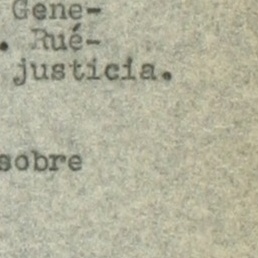 Gene-
. Rué-
justicia.
sobre